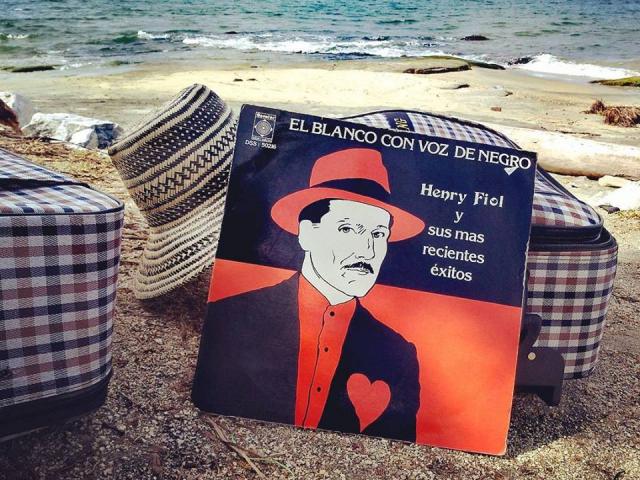 EL BLANCO CON VOZ DE NEGRO
DSS : 50236
Henry Fiol
y
sus mas
recientes
éxitos